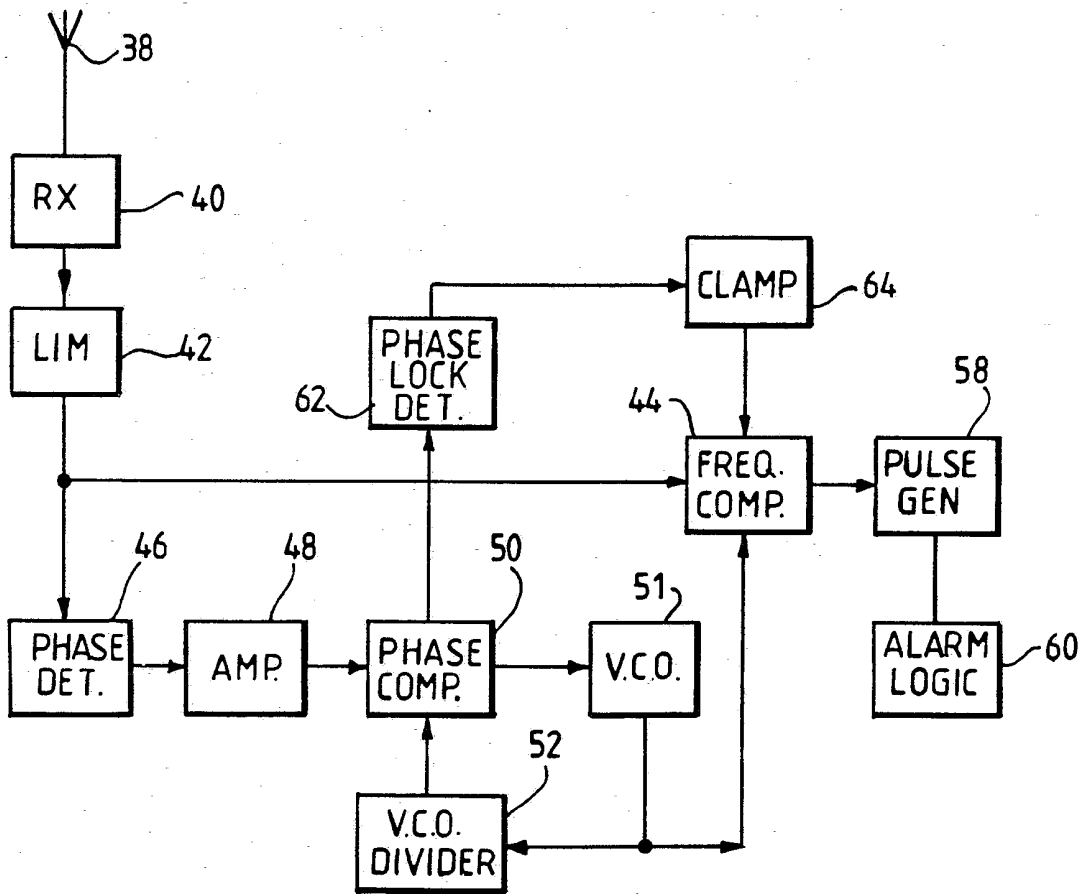 38
RX
40
LIM
42
PHASE
LOCK
DET.
62
CLAMP
64
44
FREQ.
COMP.
58
PULSE
GEN
46
PHASE
DET.
48
AMP.
50
PHASE
COMP.
51
V.C.O.
ALARM
LOGIC
60
52
V.C.O.
DIVIDER